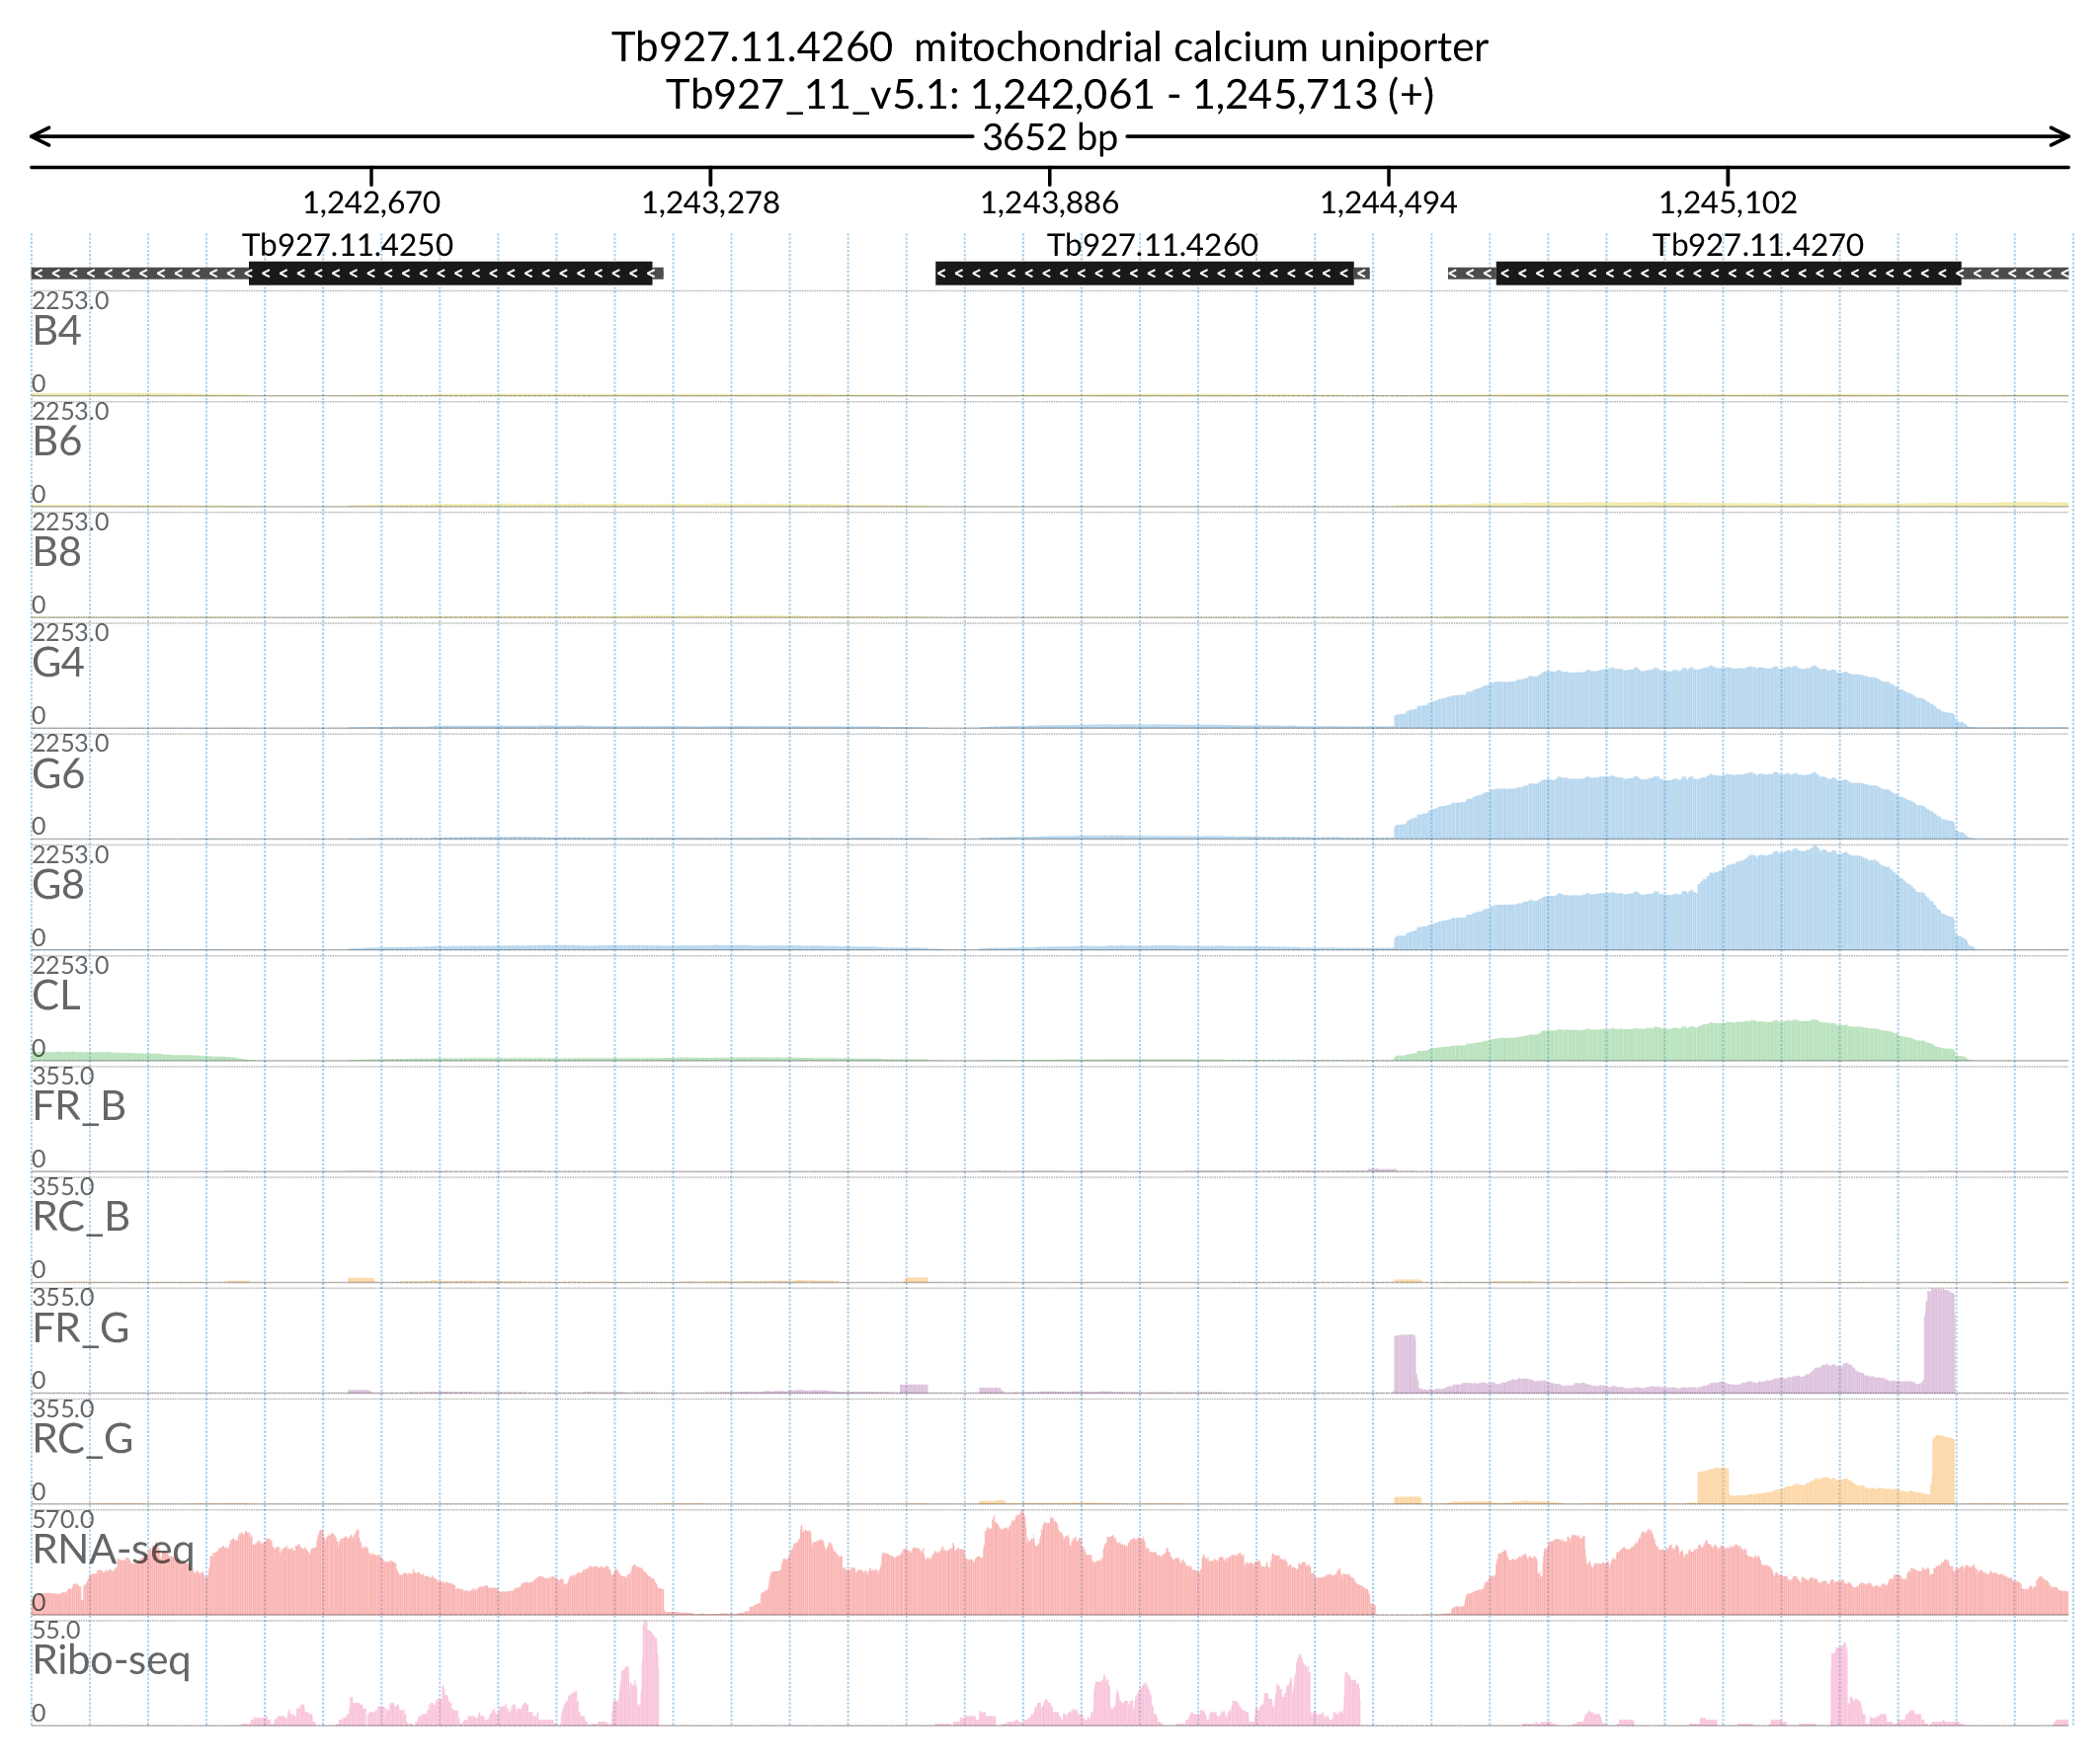 Tb927.11.4260 mitochondrial calcium uniporter
Tb927_11_v5.1: 1,242,061 - 1,245,713 (+)
3652 bp
1,242,670 1,243,278 1,243,886 1,244,494 1,245,102
Tb927.11.4250 Tb927.11.4260 Tb927.11.4270
2253.0
B4
0
2253.0
B6
0
2253.0
B8
0
2253.0
G4
0
2253.0
G6
0
2253.0
G8
0
2253.0
CL
0
355.0
FR_B
0
355.0
RC_B
0
355.0
FR_G
0
355.0
RC_G
0
570.0
RNA-seq
0
55.0
Ribo-seq
0